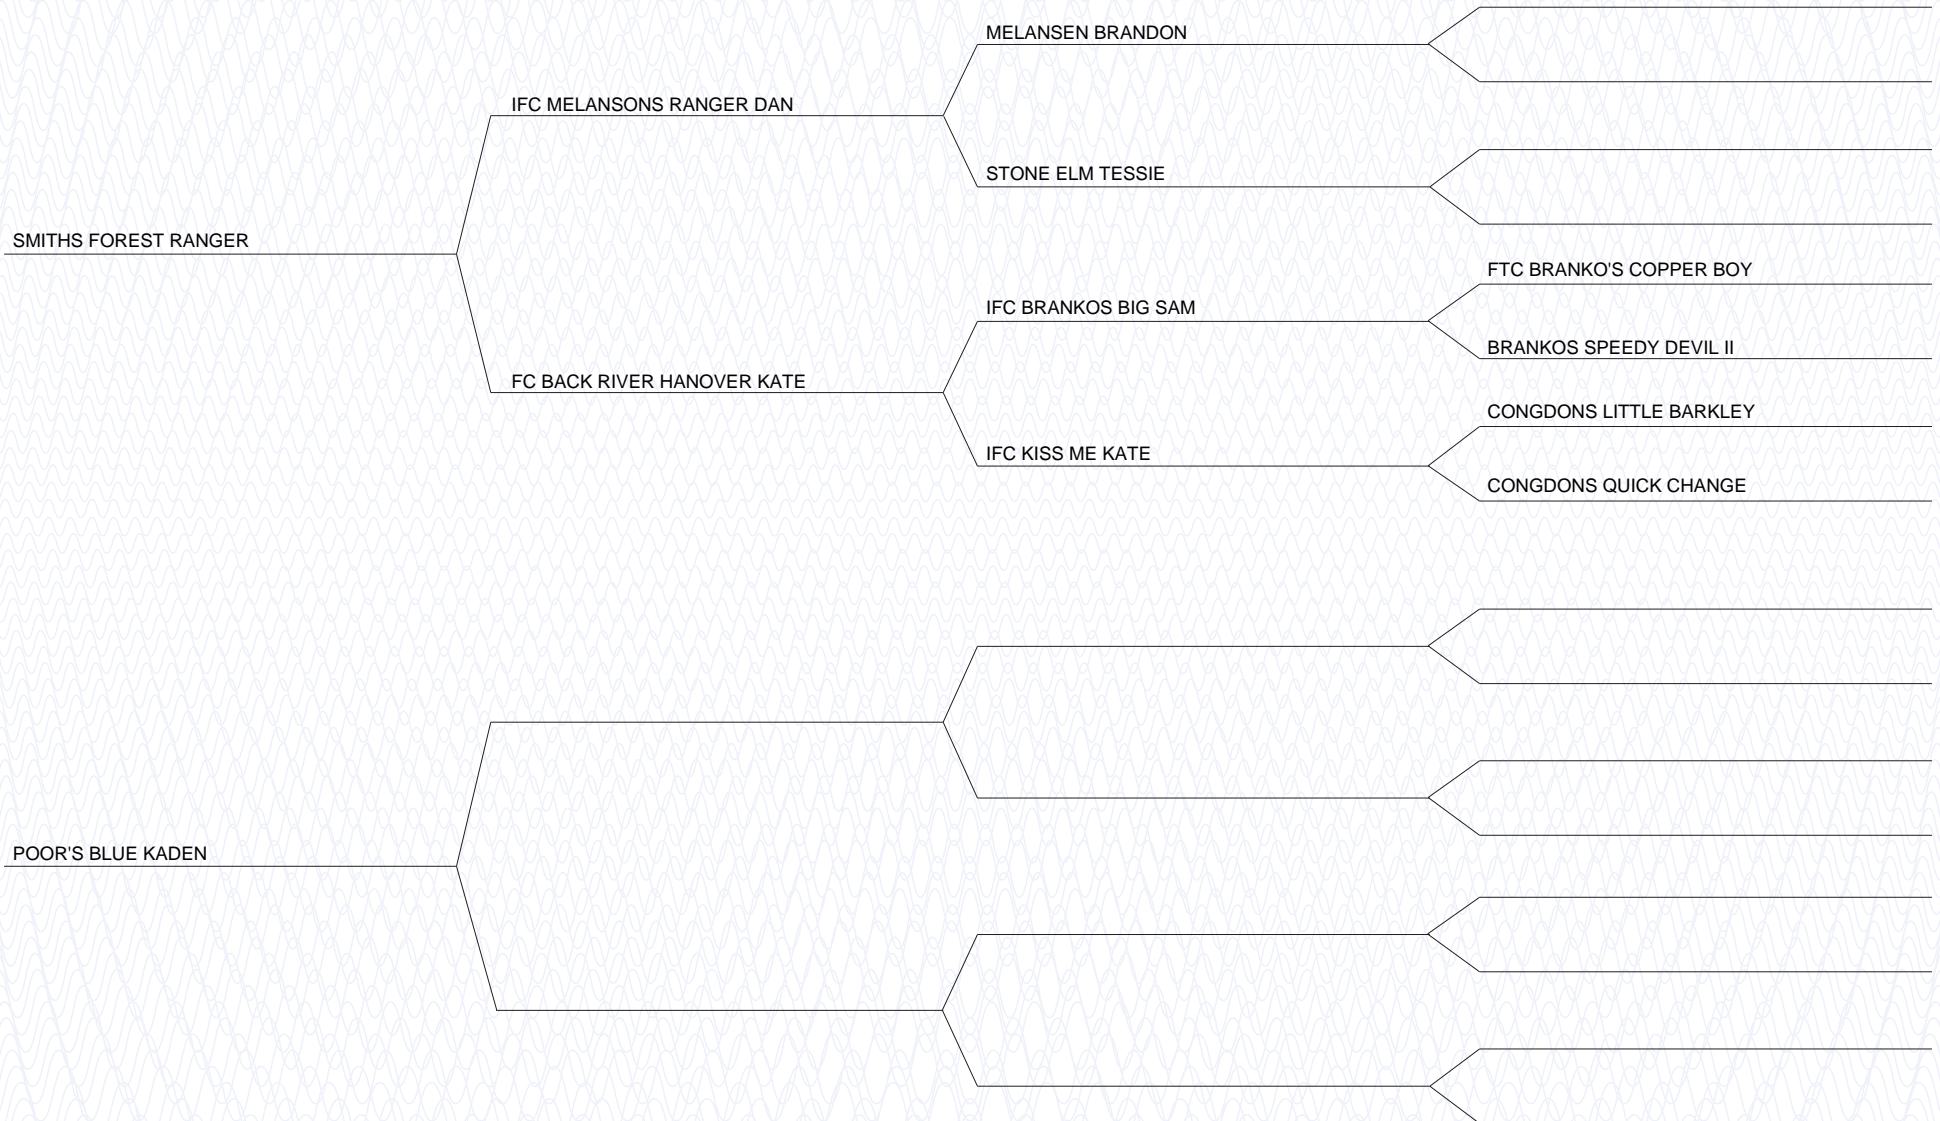 MELANSEN BRANDON
IFC MELANSONS RANGER DAN
STONE ELM TESSIE
SMITHS FOREST RANGER
FTC BRANKO'S COPPER BOY
IFC BRANKOS BIG SAM
BRANKOS SPEEDY DEVIL II
FC BACK RIVER HANOVER KATE
CONGDONS LITTLE BARKLEY
IFC KISS ME KATE
CONGDONS QUICK CHANGE
POOR'S BLUE KADEN